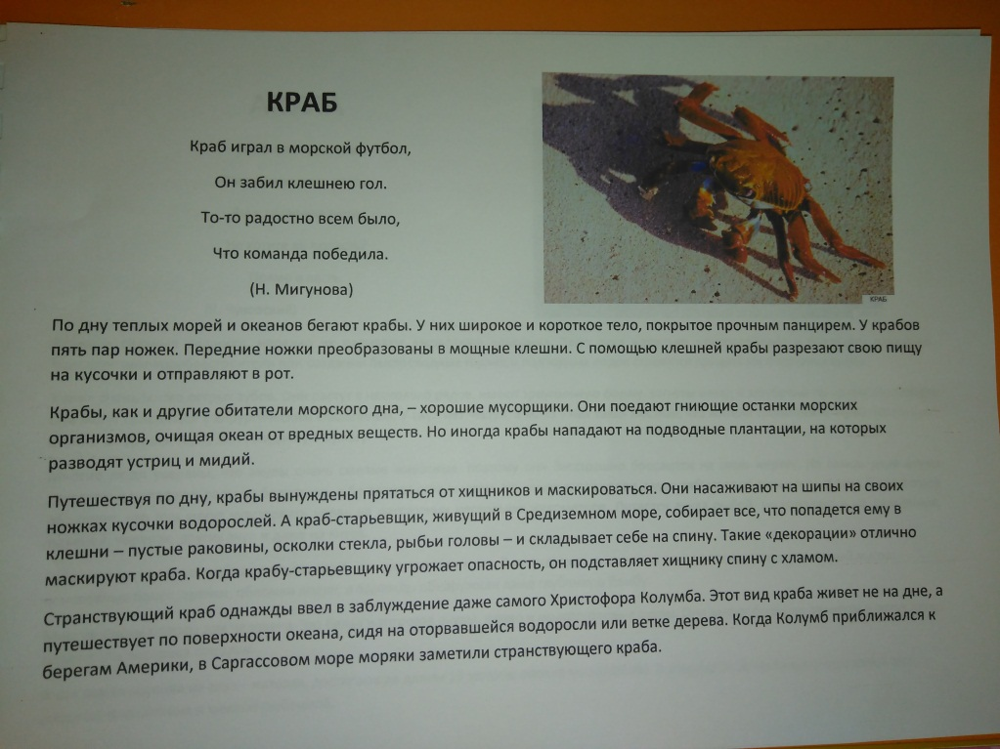 КРАБ
Краб играл в морской футбол,
Он забил клешнею гол.
То-то радостно всем было,
Что команда победила.
(Н. Мигунова)
КРАБ
По дну теплых морей и океанов бегают крабы. У них широкое и короткое тело, покрытое прочным панцирем. У крабов
пять пар ножек. Передние ножки преобразованы в мощные клешни. С помощью клешней крабы разрезают свою пищу
на кусочки и отправляют в рот.
Крабы, как и другие обитатели морского дна, – хорошие мусорщики. Они поедают гниющие останки морских
организмов, очищая океан от вредных веществ. Но иногда крабы нападают на подводные плантации, на которых
разводят устриц и мидий.
Путешествуя по дну, крабы вынуждены прятаться от хищников и маскироваться. Они насаживают на шипы на своих
ножках кусочки водорослей. А краб-старьевщик, живущий в Средиземном море, собирает все, что попадется ему в
клешни – пустые раковины, осколки стекла, рыбьи головы – и складывает себе на спину. Такие «декорации» отлично
маскируют краба. Когда крабу-старьевщику угрожает опасность, он подставляет хищнику спину с хламом.
Странствующий краб однажды ввел в заблуждение даже самого Христофора Колумба. Этот вид краба живет не на дне, а
путешествует по поверхности океана, сидя на оторвавшейся водоросли или ветке дерева. Когда Колумб приближался к
берегам Америки, в Саргассовом море моряки заметили странствующего краба.